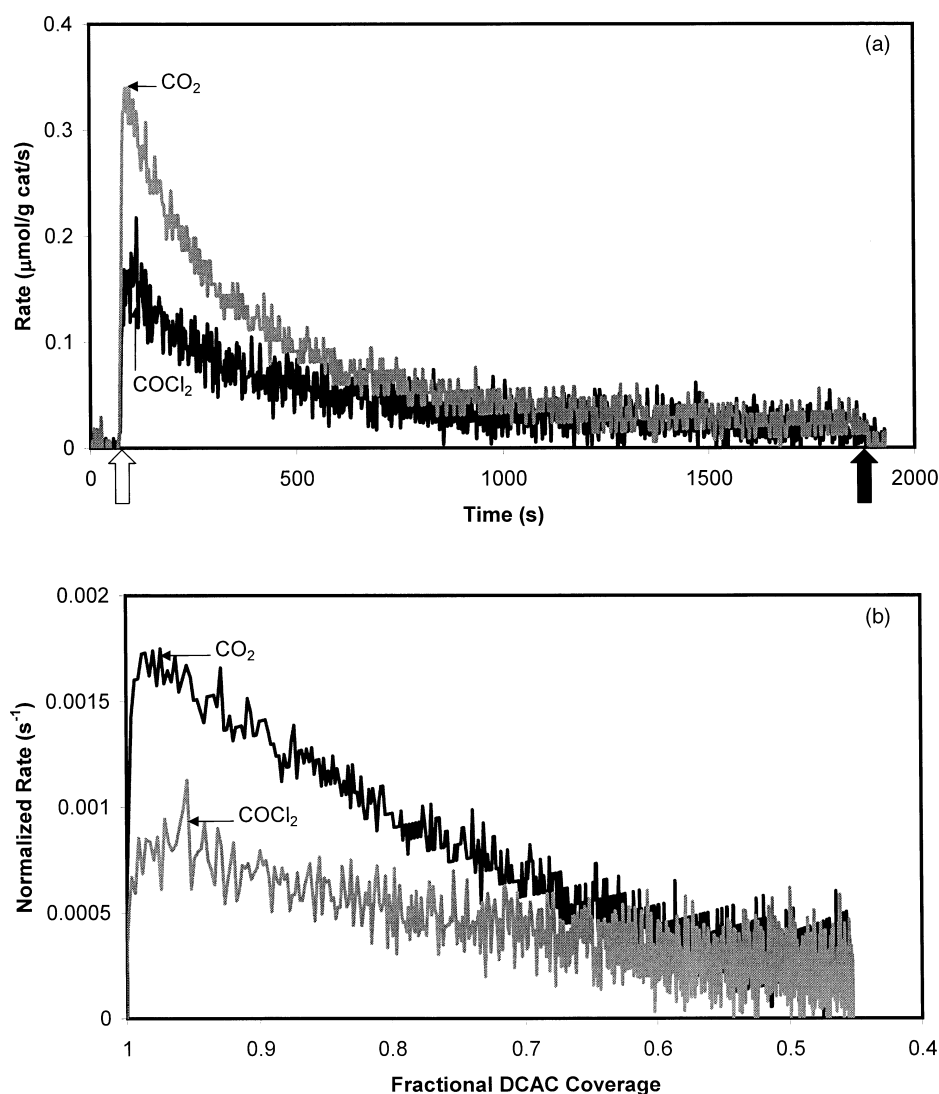 (a)
0.4
CO₂
0.3
0.2
0.1
COCl₂
0
Rate (μmol/g cat/s)
0 500 1000 1500 2000
Time (s)
(b)
0.002
CO₂
0.0015
0.001
COCl₂
0.0005
0
Normalized Rate (s⁻¹)
1 0.9 0.8 0.7 0.6 0.5 0.4
Fractional DCAC Coverage